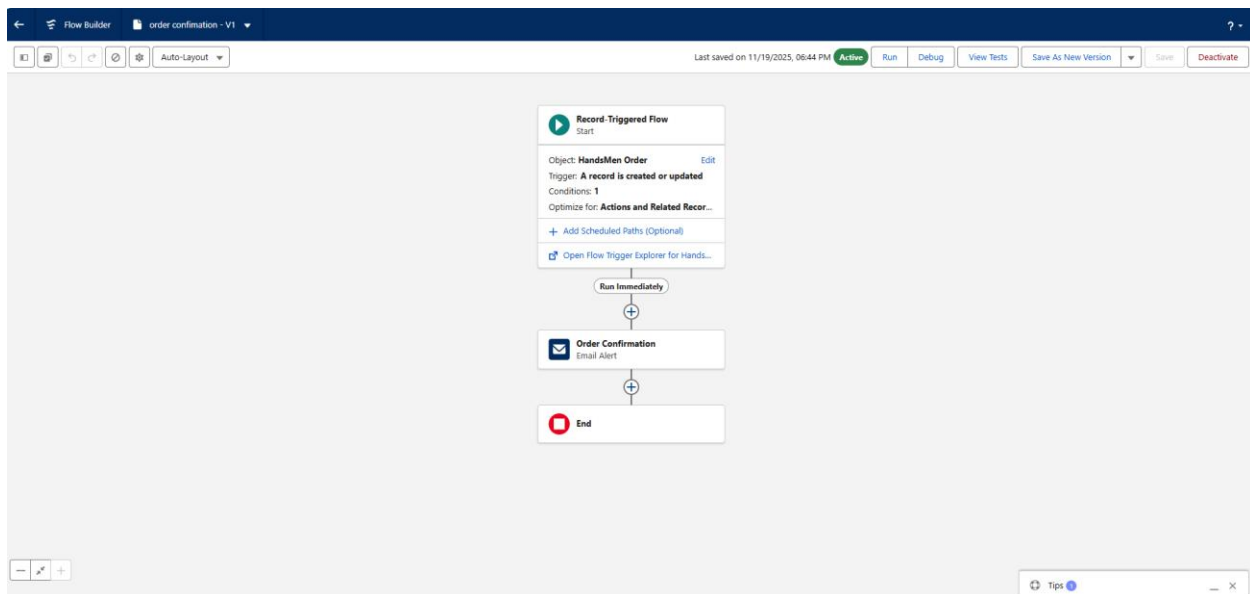 Flow Builder order confimation - V1 ?
Auto-Layout Last saved on 11/19/2025, 06:44 PM Active Run Debug View Tests Save As New Version Save Deactivate
Record-Triggered Flow
Start
Object: HandsMen Order Edit
Trigger: A record is created or updated
Conditions: 1
Optimize for: Actions and Related Recor...
+ Add Scheduled Paths (Optional)
Open Flow Trigger Explorer for Hands...
Run Immediately
Order Confirmation
Email Alert
End
Tips 1